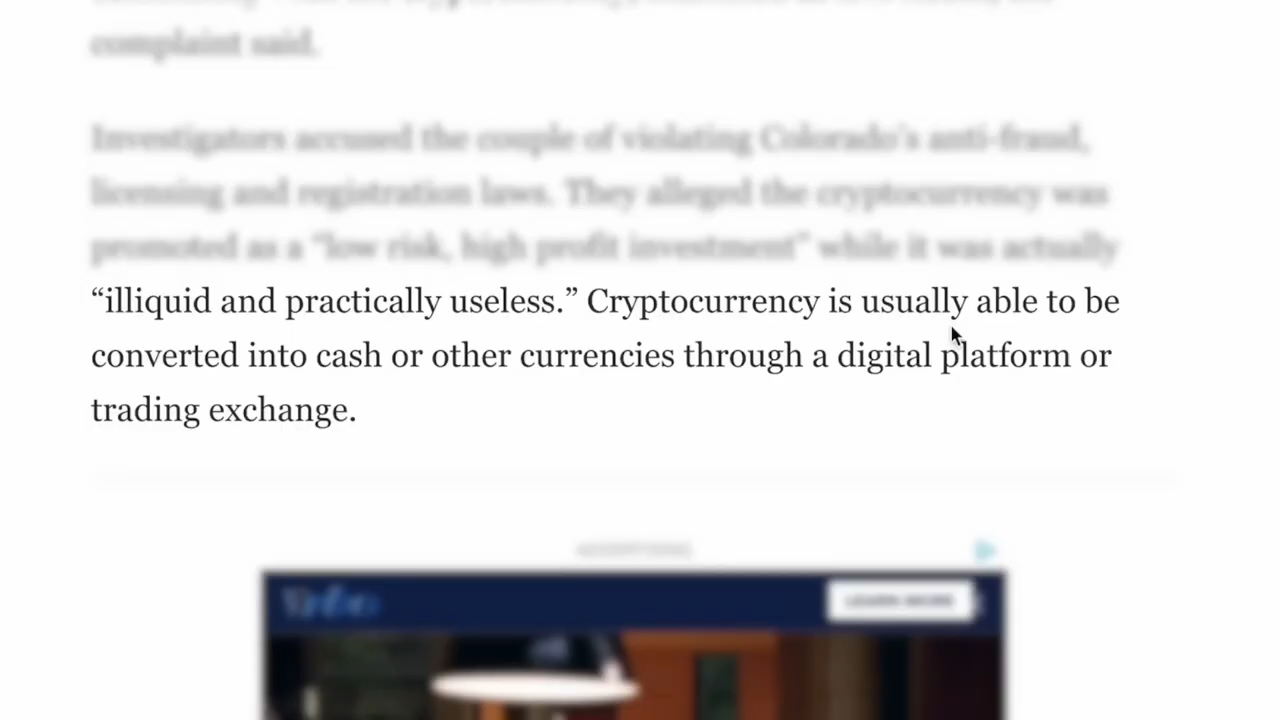 complaint said.
Investigators accused the couple of violating Colorado's anti-fraud,
licensing and registration laws. They alleged the cryptocurrency was
promoted as a “low risk, high profit investment” while it was actually
“illiquid and practically useless.” Cryptocurrency is usually able to be
converted into cash or other currencies through a digital platform or
trading exchange.
LEARN MORE